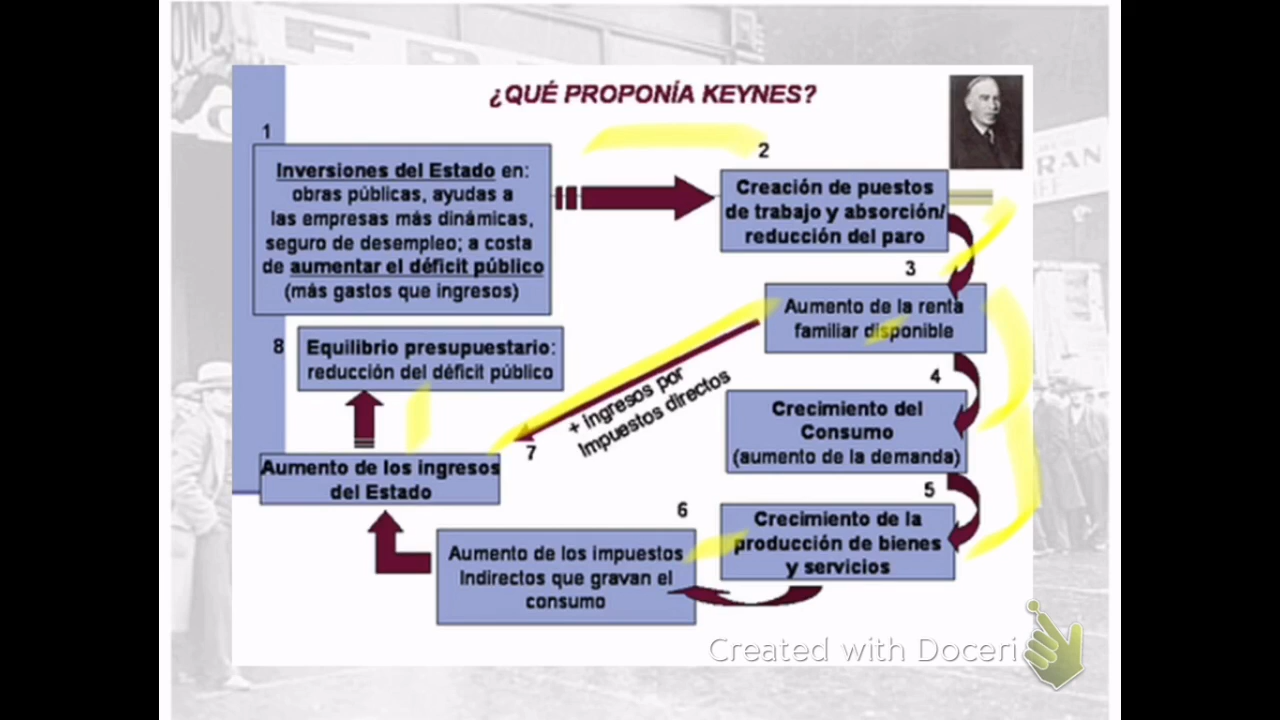 ¿QUÉ PROPONÍA KEYNES?
1
Inversiones del Estado en:
obras públicas, ayudas a
las empresas más dinámicas,
seguro de desempleo; a costa
de aumentar el déficit público
(más gastos que ingresos)
2
Creación de puestos
de trabajo y absorción/
reducción del paro
3
Aumento de la renta
familiar disponible
4
Crecimiento del
Consumo
(aumento de la demanda)
5
Crecimiento de la
producción de bienes
y servicios
6
Aumento de los impuestos
Indirectos que gravan el
consumo
+ ingresos por
Impuestos directos
7
Aumento de los ingresos
del Estado
8
Equilibrio presupuestario:
reducción del déficit público
Created with Doceri